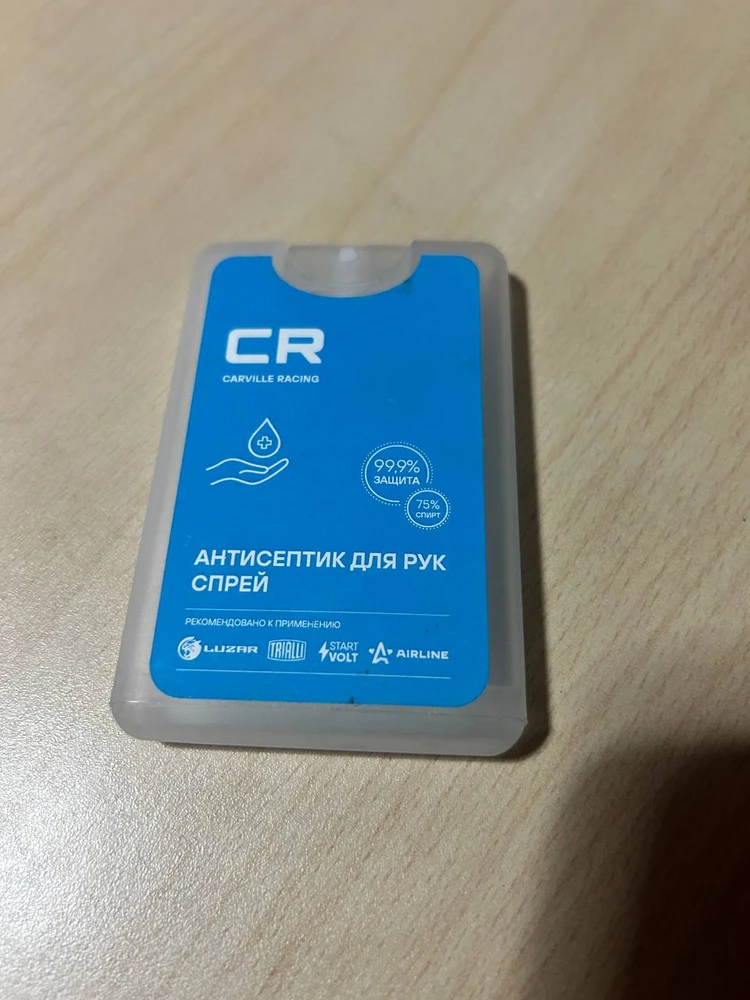 CR
CARVILLE RACING
99,9%
ЗАЩИТА
75%
СПИРТ
АНТИСЕПТИК ДЛЯ РУК
СПРЕЙ
РЕКОМЕНДОВАНО К ПРИМЕНЕНИЮ
LUZAR TRIALLI START VOLT AIRLINE